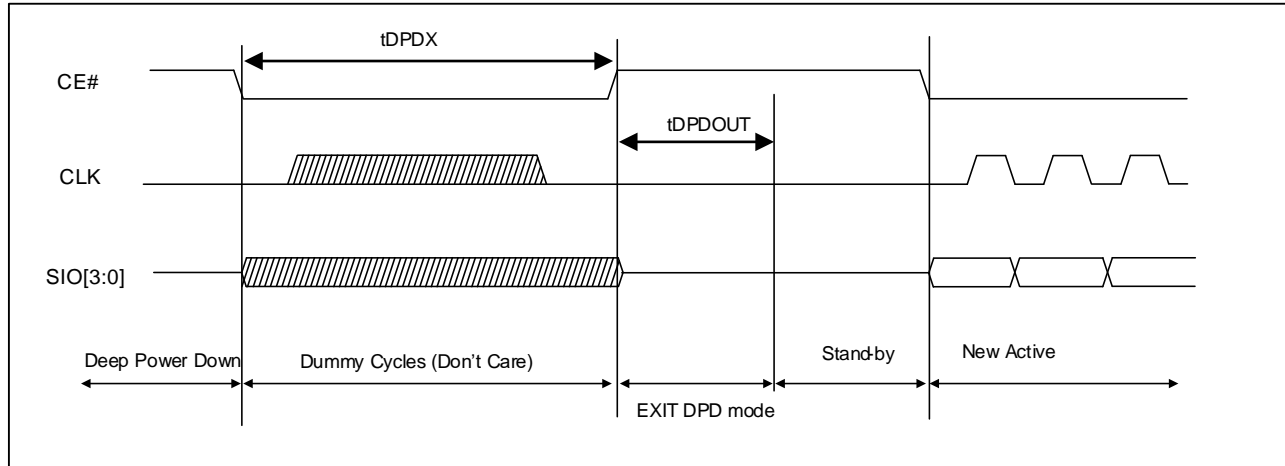 tDPDX
CE#
tDPDOUT
CLK
SIO[3:0]
Deep Power Down
Dummy Cycles (Don't Care)
Stand-by
New Active
EXIT DPD mode